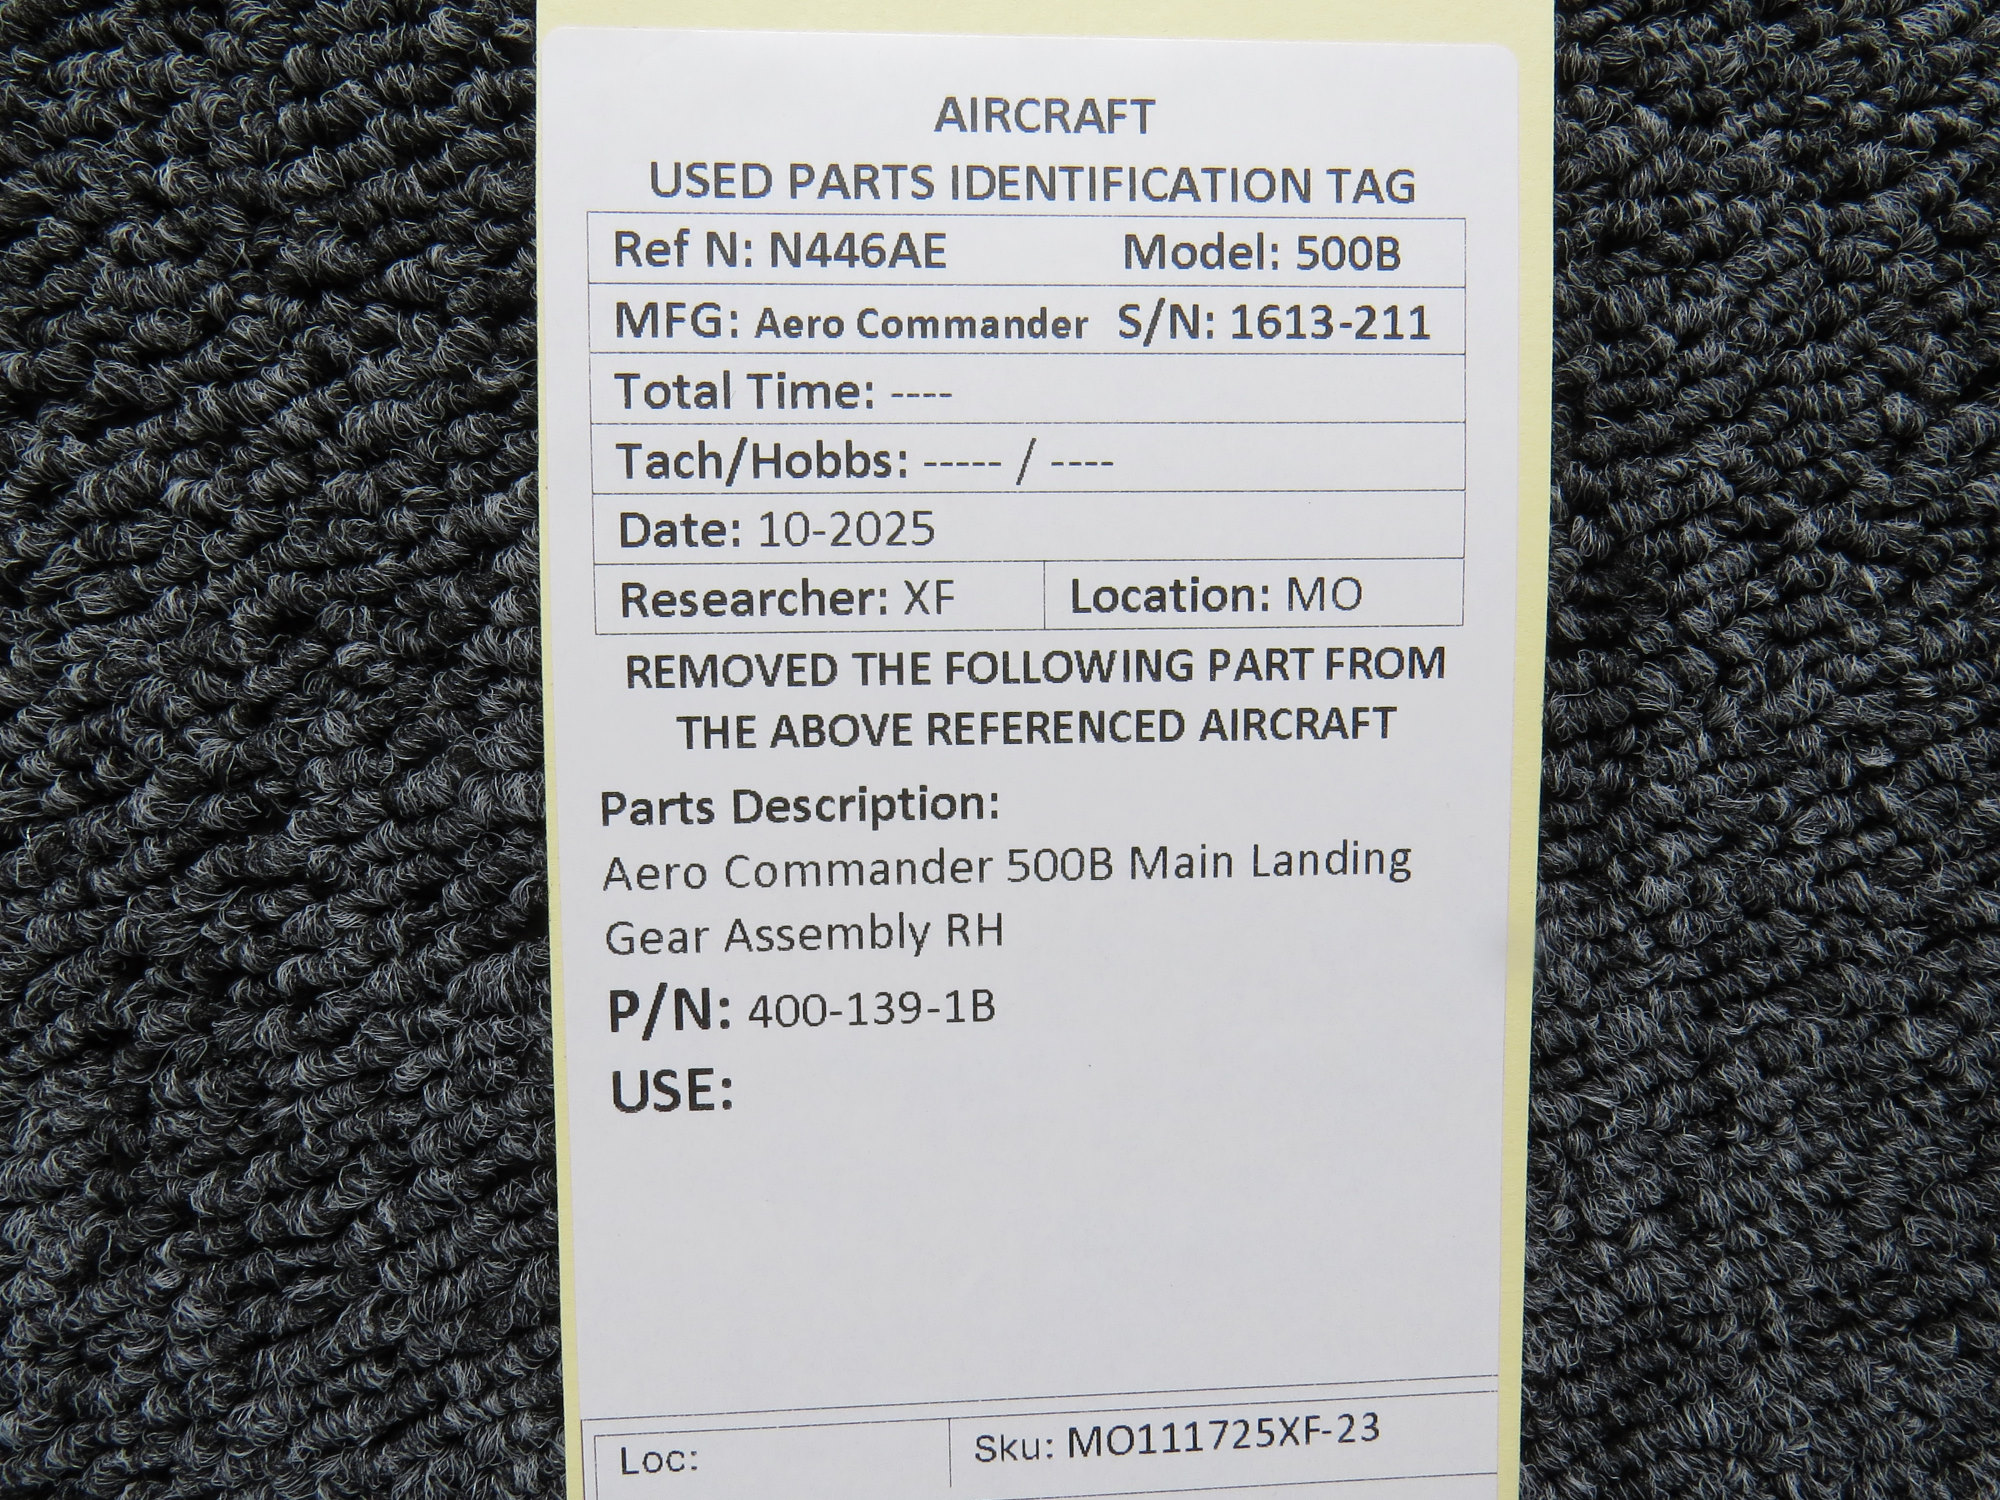 AIRCRAFT
USED PARTS IDENTIFICATION TAG
Ref N: N446AE Model: 500B
MFG: Aero Commander S/N: 1613-211
Total Time: ----
Tach/Hobbs: ----- / ----
Date: 10-2025
Researcher: XF Location: MO
REMOVED THE FOLLOWING PART FROM
THE ABOVE REFERENCED AIRCRAFT
Parts Description:
Aero Commander 500B Main Landing
Gear Assembly RH
P/N: 400-139-1B
USE:
Loc: Sku: MO111725XF-23